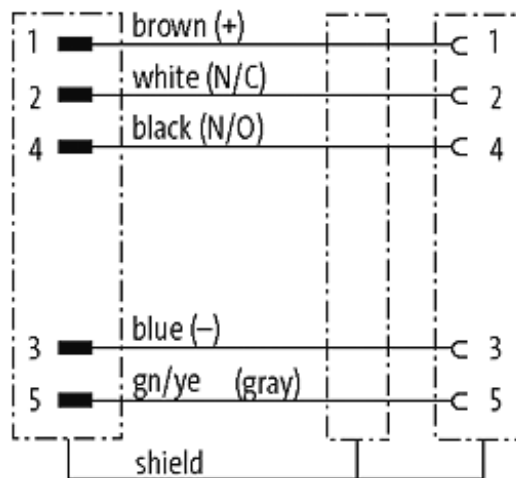 1 brown (+) 1
2 white (N/C) 2
4 black (N/O) 4
3 blue (–) 3
5 gn/ye (gray) 5
shield